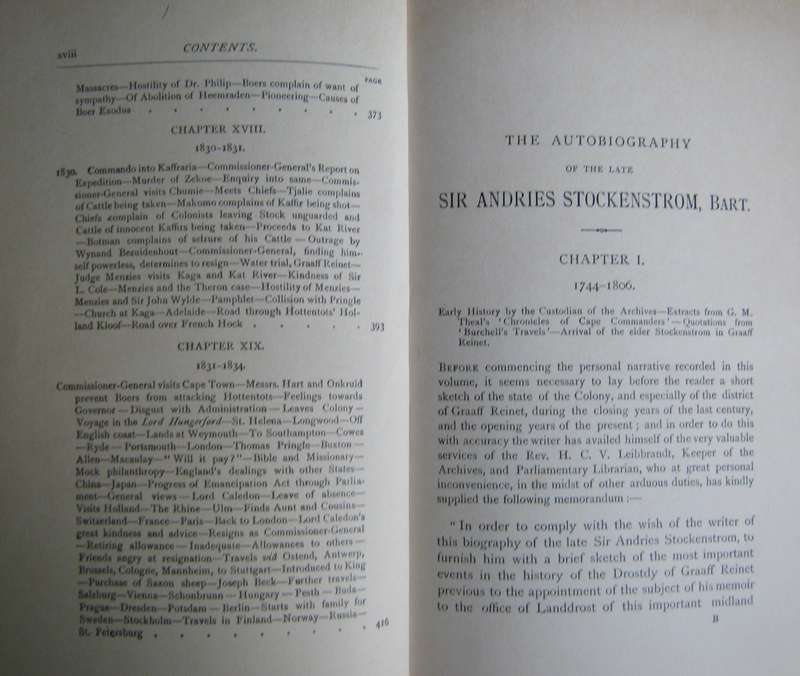 xviii
CONTENTS.
PAGE
Massacres—Hostility of Dr. Philip—Boers complain of want of
sympathy—Of Abolition of Heemraden—Pioneering—Causes of
Boer Exodus . . . . . . . 373
CHAPTER XVIII.
1830-1831.
1830. Commando into Kaffraria—Commissioner-General's Report on
Expedition—Murder of Zekoe—Enquiry into same—Commis-
sioner-General visits Chumie—Meets Chiefs—Tjalie complains
of Cattle being taken—Makomo complains of Kaffir being shot—
Chiefs complain of Colonists leaving Stock unguarded and
Cattle of innocent Kaffirs being taken—Proceeds to Kat River
—Botman complains of seizure of his Cattle—Outrage by
Wynand Bezuidenhout—Commissioner-General, finding him-
self powerless, determines to resign—Water trial, Graaff Reinet—
Judge Menzies visits Kaga and Kat River—Kindness of Sir
L. Cole—Menzies and the Theron case—Hostility of Menzies—
Menzies and Sir John Wylde—Pamphlet—Collision with Pringle
—Church at Kaga—Adelaide—Road through Hottentots' Hol-
land Kloof—Road over French Hock . . . . . 393
CHAPTER XIX.
1831-1834.
Commissioner-General visits Cape Town—Messrs. Hart and Onkruid
prevent Boers from attacking Hottentots—Feelings towards
Governor—Disgust with Administration—Leaves Colony—
Voyage in the Lord Hungerford—St. Helena—Longwood—Off
English coast—Lands at Weymouth—To Southampton—Cowes
—Ryde—Portsmouth—London—Thomas Pringle—Buxton—
Allen—Macaulay—"Will it pay?"—Bible and Missionary—
Mock philanthropy—England's dealings with other States—
China—Japan—Progress of Emancipation Act through Parlia-
ment—General views—Lord Caledon—Leave of absence—
Visits Holland—The Rhine—Ulm—Finds Aunt and Cousins—
Switzerland—France—Paris—Back to London—Lord Caledon's
great kindness and advice—Resigns as Commissioner-General
—Retiring allowance—Inadequate—Allowances to others—
Friends angry at resignation—Travels viâ Ostend, Antwerp,
Brussels, Cologne, Mannheim, to Stuttgart—Introduced to King
—Purchase of Saxon sheep—Joseph Beck—Further travels—
Salzburg—Vienna—Schonbrunn—Hungary—Pesth—Buda—
Prague—Dresden—Potsdam—Berlin—Starts with family for
Sweden—Stockholm—Travels in Finland—Norway—Russia—
St. Petersburg . . . . . . . . 416
THE AUTOBIOGRAPHY
OF THE LATE
SIR ANDRIES STOCKENSTROM, BART.
CHAPTER I.
1744-1806.
Early History by the Custodian of the Archives—Extracts from G. M.
Theal's 'Chronicles of Cape Commanders'—Quotations from
'Burchell's Travels'—Arrival of the elder Stockenstrom in Graaff
Reinet.
BEFORE commencing the personal narrative recorded in this
volume, it seems necessary to lay before the reader a short
sketch of the state of the Colony, and especially of the district
of Graaff Reinet, during the closing years of the last century,
and the opening years of the present; and in order to do this
with accuracy the writer has availed himself of the very valuable
services of the Rev. H. C. V. Leibbrandt, Keeper of the
Archives, and Parliamentary Librarian, who at great personal
inconvenience, in the midst of other arduous duties, has kindly
supplied the following memorandum:—
"In order to comply with the wish of the writer of
this biography of the late Sir Andries Stockenstrom, to
furnish him with a brief sketch of the most important
events in the history of the Drostdy of Graaff Reinet
previous to the appointment of the subject of his memoir
to the office of Landdrost of this important midland
B